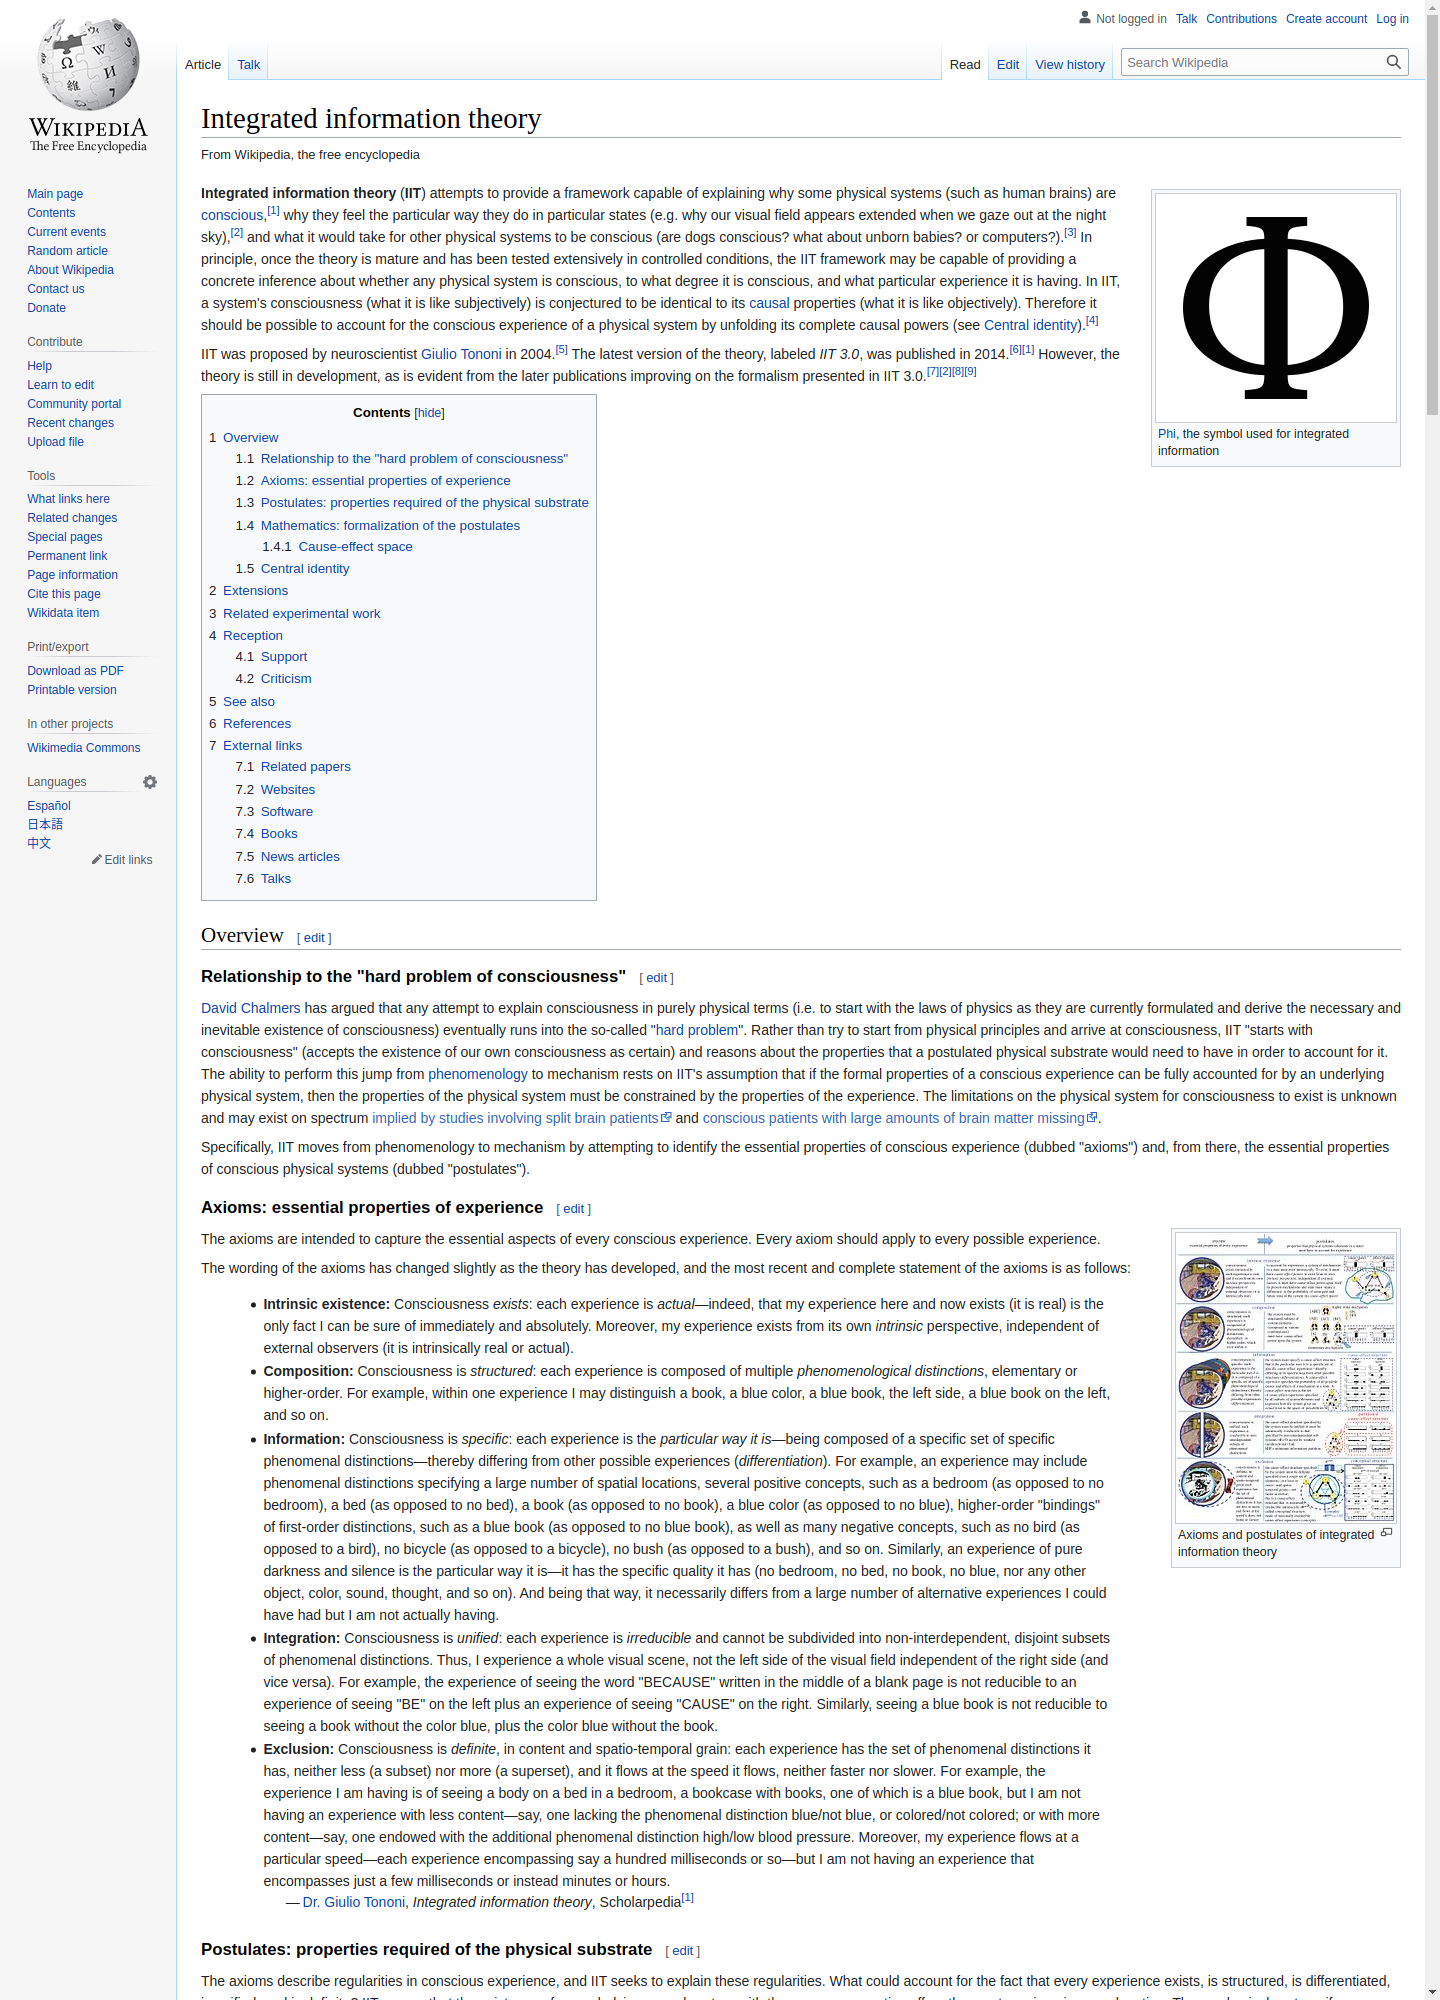 Not logged in Talk Contributions Create account Log in
Article Talk
Read Edit View history
Search Wikipedia
WIKIPEDIA
The Free Encyclopedia
Main page
Contents
Current events
Random article
About Wikipedia
Contact us
Donate
Contribute
Help
Learn to edit
Community portal
Recent changes
Upload file
Tools
What links here
Related changes
Special pages
Permanent link
Page information
Cite this page
Wikidata item
Print/export
Download as PDF
Printable version
In other projects
Wikimedia Commons
Languages
Español
日本語
中文
Edit links
Integrated information theory
From Wikipedia, the free encyclopedia
Integrated information theory (IIT) attempts to provide a framework capable of explaining why some physical systems (such as human brains) are
conscious,[1] why they feel the particular way they do in particular states (e.g. why our visual field appears extended when we gaze out at the night
sky),[2] and what it would take for other physical systems to be conscious (are dogs conscious? what about unborn babies? or computers?).[3] In
principle, once the theory is mature and has been tested extensively in controlled conditions, the IIT framework may be capable of providing a
concrete inference about whether any physical system is conscious, to what degree it is conscious, and what particular experience it is having. In IIT,
a system's consciousness (what it is like subjectively) is conjectured to be identical to its causal properties (what it is like objectively). Therefore it
should be possible to account for the conscious experience of a physical system by unfolding its complete causal powers (see Central identity).[4]
IIT was proposed by neuroscientist Giulio Tononi in 2004.[5] The latest version of the theory, labeled IIT 3.0, was published in 2014.[6][1] However, the
theory is still in development, as is evident from the later publications improving on the formalism presented in IIT 3.0.[7][2][8][9]
Φ
Phi, the symbol used for integrated
information
Contents [hide]
1 Overview
1.1 Relationship to the "hard problem of consciousness"
1.2 Axioms: essential properties of experience
1.3 Postulates: properties required of the physical substrate
1.4 Mathematics: formalization of the postulates
1.4.1 Cause-effect space
1.5 Central identity
2 Extensions
3 Related experimental work
4 Reception
4.1 Support
4.2 Criticism
5 See also
6 References
7 External links
7.1 Related papers
7.2 Websites
7.3 Software
7.4 Books
7.5 News articles
7.6 Talks
Overview [ edit ]
Relationship to the "hard problem of consciousness" [ edit ]
David Chalmers has argued that any attempt to explain consciousness in purely physical terms (i.e. to start with the laws of physics as they are currently formulated and derive the necessary and
inevitable existence of consciousness) eventually runs into the so-called "hard problem". Rather than try to start from physical principles and arrive at consciousness, IIT "starts with
consciousness" (accepts the existence of our own consciousness as certain) and reasons about the properties that a postulated physical substrate would need to have in order to account for it.
The ability to perform this jump from phenomenology to mechanism rests on IIT's assumption that if the formal properties of a conscious experience can be fully accounted for by an underlying
physical system, then the properties of the physical system must be constrained by the properties of the experience. The limitations on the physical system for consciousness to exist is unknown
and may exist on spectrum implied by studies involving split brain patients and conscious patients with large amounts of brain matter missing.
Specifically, IIT moves from phenomenology to mechanism by attempting to identify the essential properties of conscious experience (dubbed "axioms") and, from there, the essential properties
of conscious physical systems (dubbed "postulates").
Axioms: essential properties of experience [ edit ]
The axioms are intended to capture the essential aspects of every conscious experience. Every axiom should apply to every possible experience.
The wording of the axioms has changed slightly as the theory has developed, and the most recent and complete statement of the axioms is as follows:
Axioms and postulates of integrated
information theory
• Intrinsic existence: Consciousness exists: each experience is actual—indeed, that my experience here and now exists (it is real) is the
only fact I can be sure of immediately and absolutely. Moreover, my experience exists from its own intrinsic perspective, independent of
external observers (it is intrinsically real or actual).
• Composition: Consciousness is structured: each experience is composed of multiple phenomenological distinctions, elementary or
higher-order. For example, within one experience I may distinguish a book, a blue color, a blue book, the left side, a blue book on the left,
and so on.
• Information: Consciousness is specific: each experience is the particular way it is—being composed of a specific set of specific
phenomenal distinctions—thereby differing from other possible experiences (differentiation). For example, an experience may include
phenomenal distinctions specifying a large number of spatial locations, several positive concepts, such as a bedroom (as opposed to no
bedroom), a bed (as opposed to no bed), a book (as opposed to no book), a blue color (as opposed to no blue), higher-order "bindings"
of first-order distinctions, such as a blue book (as opposed to no blue book), as well as many negative concepts, such as no bird (as
opposed to a bird), no bicycle (as opposed to a bicycle), no bush (as opposed to a bush), and so on. Similarly, an experience of pure
darkness and silence is the particular way it is—it has the specific quality it has (no bedroom, no bed, no book, no blue, nor any other
object, color, sound, thought, and so on). And being that way, it necessarily differs from a large number of alternative experiences I could
have had but I am not actually having.
• Integration: Consciousness is unified: each experience is irreducible and cannot be subdivided into non-interdependent, disjoint subsets
of phenomenal distinctions. Thus, I experience a whole visual scene, not the left side of the visual field independent of the right side (and
vice versa). For example, the experience of seeing the word "BECAUSE" written in the middle of a blank page is not reducible to an
experience of seeing "BE" on the left plus an experience of seeing "CAUSE" on the right. Similarly, seeing a blue book is not reducible to
seeing a book without the color blue, plus the color blue without the book.
• Exclusion: Consciousness is definite, in content and spatio-temporal grain: each experience has the set of phenomenal distinctions it
has, neither less (a subset) nor more (a superset), and it flows at the speed it flows, neither faster nor slower. For example, the
experience I am having is of seeing a body on a bed in a bedroom, a bookcase with books, one of which is a blue book, but I am not
having an experience with less content—say, one lacking the phenomenal distinction blue/not blue, or colored/not colored; or with more
content—say, one endowed with the additional phenomenal distinction high/low blood pressure. Moreover, my experience flows at a
particular speed—each experience encompassing say a hundred milliseconds or so—but I am not having an experience that
encompasses just a few milliseconds or instead minutes or hours.
— Dr. Giulio Tononi, Integrated information theory, Scholarpedia[1]
Postulates: properties required of the physical substrate [ edit ]
The axioms describe regularities in conscious experience, and IIT seeks to explain these regularities. What could account for the fact that every experience exists, is structured, is differentiated,